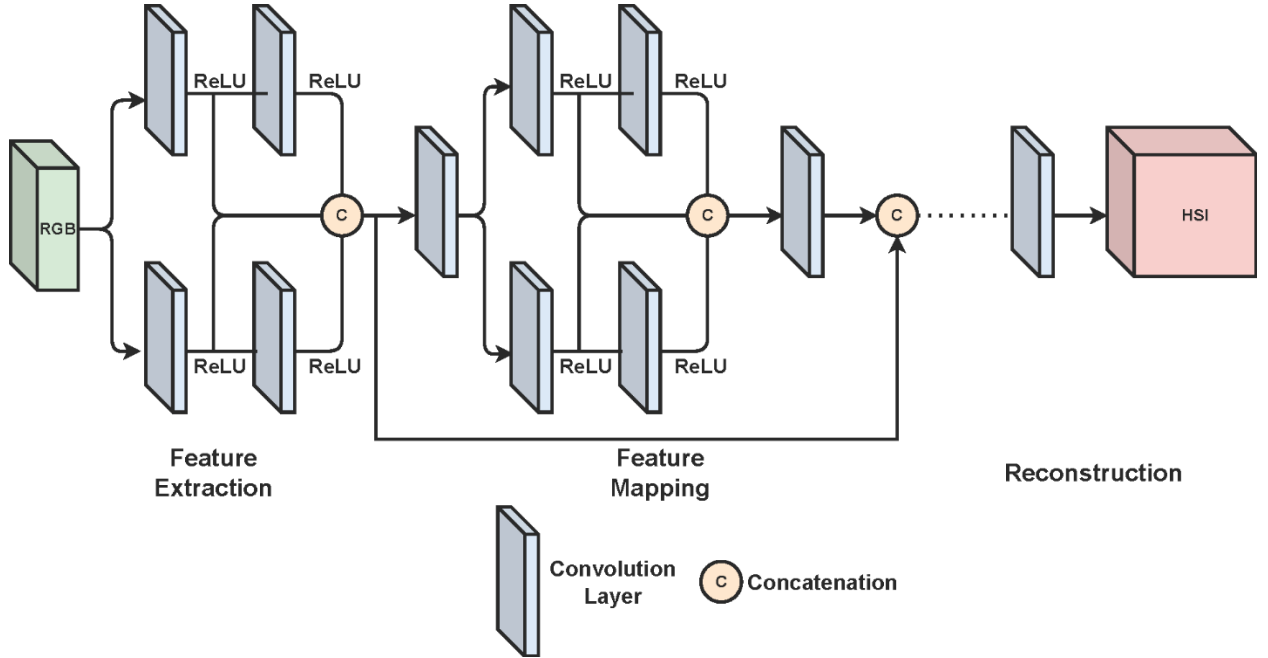 ReLU
ReLU
ReLU
ReLU
RGB
C
C
C
HSI
ReLU
ReLU
ReLU
ReLU
Feature
Extraction
Feature
Mapping
Reconstruction
Convolution
Layer
C
Concatenation